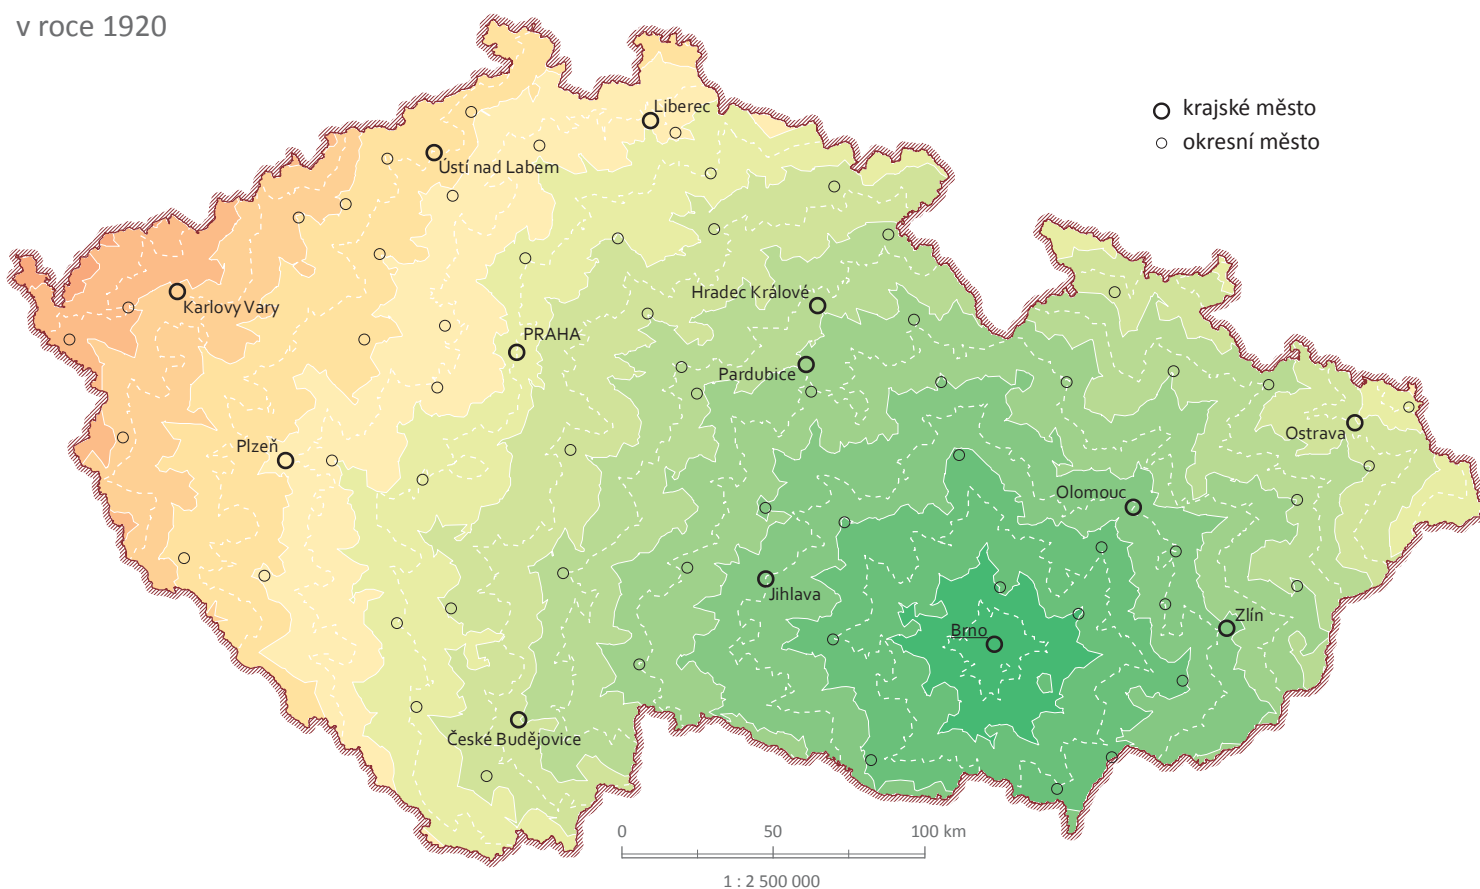 v roce 1920
krajské město
okresní město
Liberec
Ústí nad Labem
Karlovy Vary
Hradec Králové
PRAHA
Pardubice
Plzeň
Ostrava
Olomouc
Jihlava
Zlín
Brno
České Budějovice
0 50 100 km
1 : 2 500 000